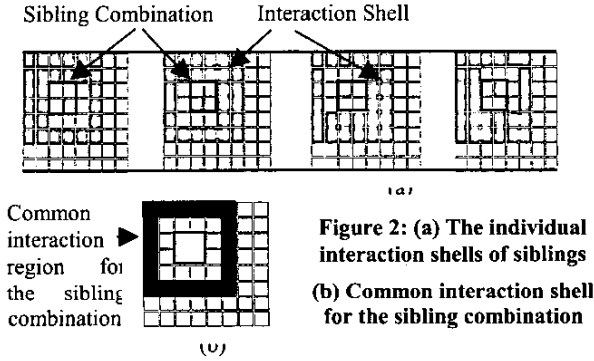 Sibling Combination
Interaction Shell
(a)
Common
interaction
region for
the sibling
combination
(b)
Figure 2: (a) The individual
interaction shells of siblings
(b) Common interaction shell
for the sibling combination